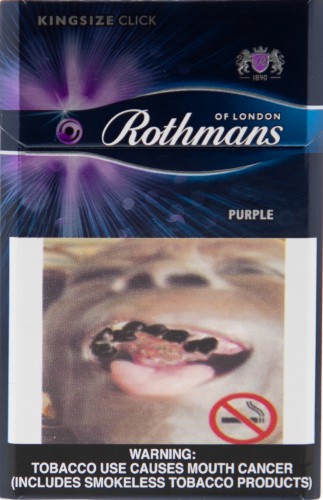 KINGSIZE CLICK
1890
OF LONDON
Rothmans
PURPLE
WARNING:
TOBACCO USE CAUSES MOUTH CANCER
(INCLUDES SMOKELESS TOBACCO PRODUCTS)